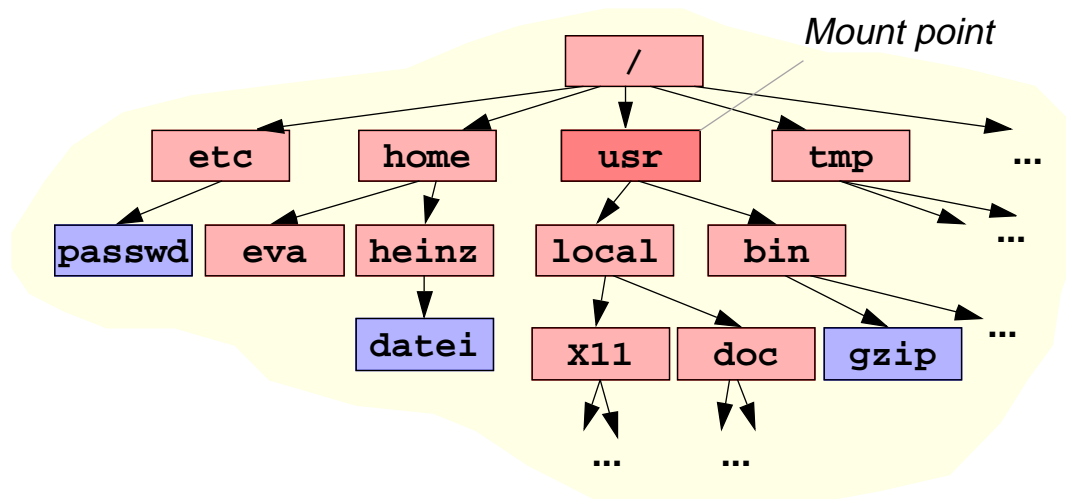 Mount point
/
etc home usr tmp ...
passwd eva heinz local bin ...
datei X11 doc gzip ...
... ...